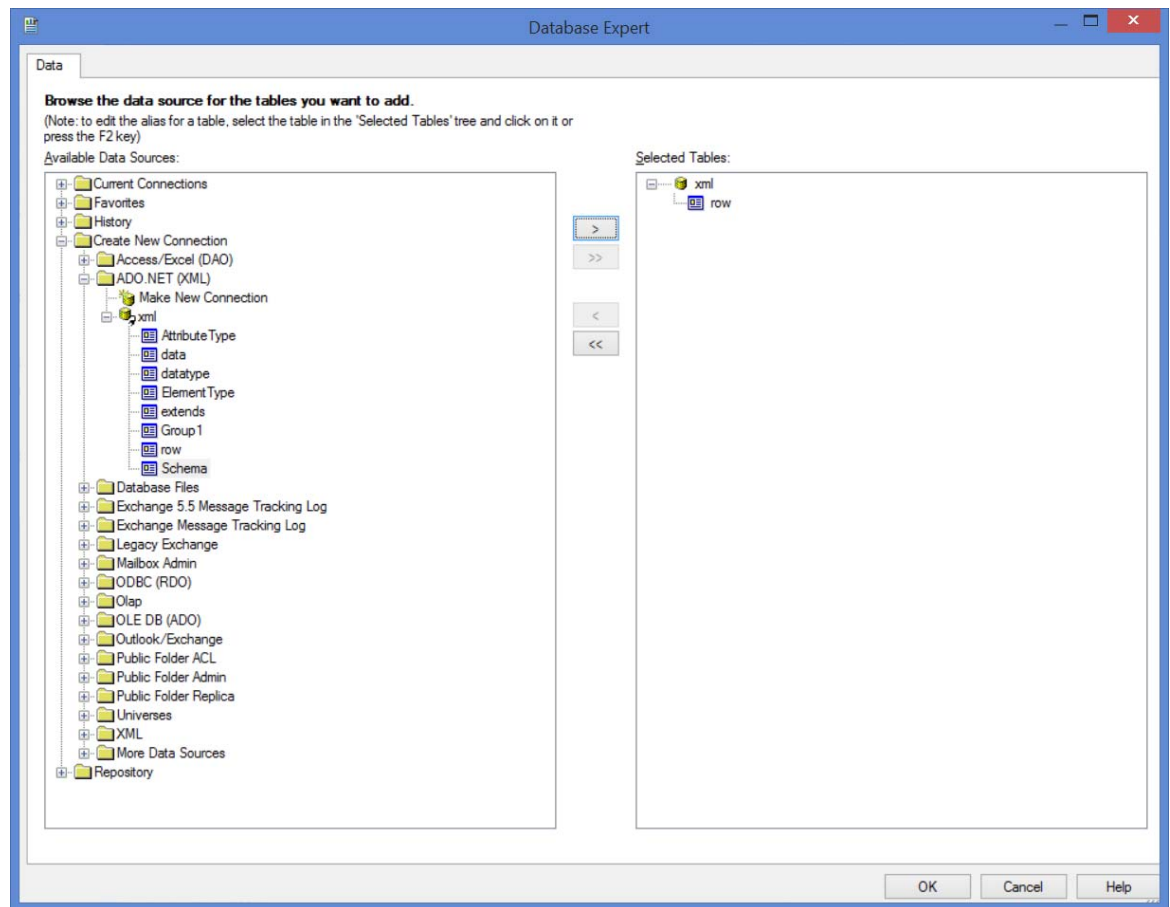 Database Expert
Data
Browse the data source for the tables you want to add.
(Note: to edit the alias for a table, select the table in the 'Selected Tables' tree and click on it or
press the F2 key)
Available Data Sources:
Current Connections
Favorites
History
Create New Connection
Access/Excel (DAO)
ADO.NET (XML)
Make New Connection
xml
AttributeType
data
datatype
ElementType
extends
Group1
row
Schema
Database Files
Exchange 5.5 Message Tracking Log
Exchange Message Tracking Log
Legacy Exchange
Mailbox Admin
ODBC (RDO)
Olap
OLE DB (ADO)
Outlook/Exchange
Public Folder ACL
Public Folder Admin
Public Folder Replica
Universes
XML
More Data Sources
Repository
>
>>
<
<<
Selected Tables:
xml
row
OK Cancel Help